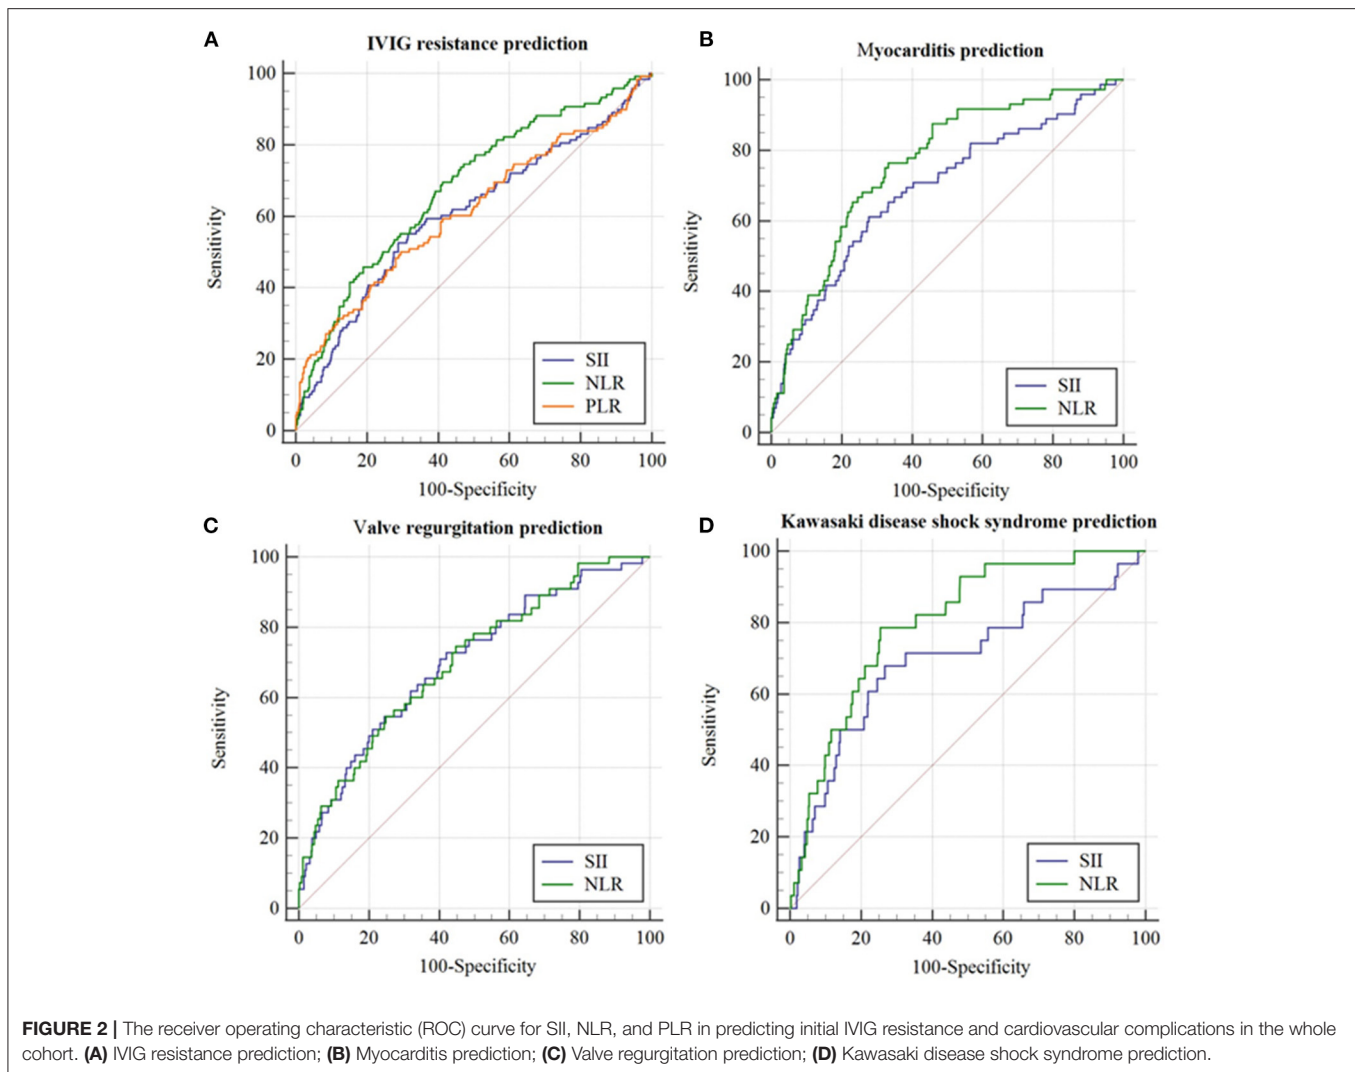 A
IVIG resistance prediction
100
80
60
40
20
0
Sensitivity
SII
NLR
PLR
0 20 40 60 80 100
100-Specificity
B
Myocarditis prediction
100
80
60
40
20
0
Sensitivity
SII
NLR
0 20 40 60 80 100
100-Specificity
C
Valve regurgitation prediction
100
80
60
40
20
0
Sensitivity
SII
NLR
0 20 40 60 80 100
100-Specificity
D
Kawasaki disease shock syndrome prediction
100
80
60
40
20
0
Sensitivity
SII
NLR
0 20 40 60 80 100
100-Specificity
FIGURE 2 | The receiver operating characteristic (ROC) curve for SII, NLR, and PLR in predicting initial IVIG resistance and cardiovascular complications in the whole
cohort. (A) IVIG resistance prediction; (B) Myocarditis prediction; (C) Valve regurgitation prediction; (D) Kawasaki disease shock syndrome prediction.